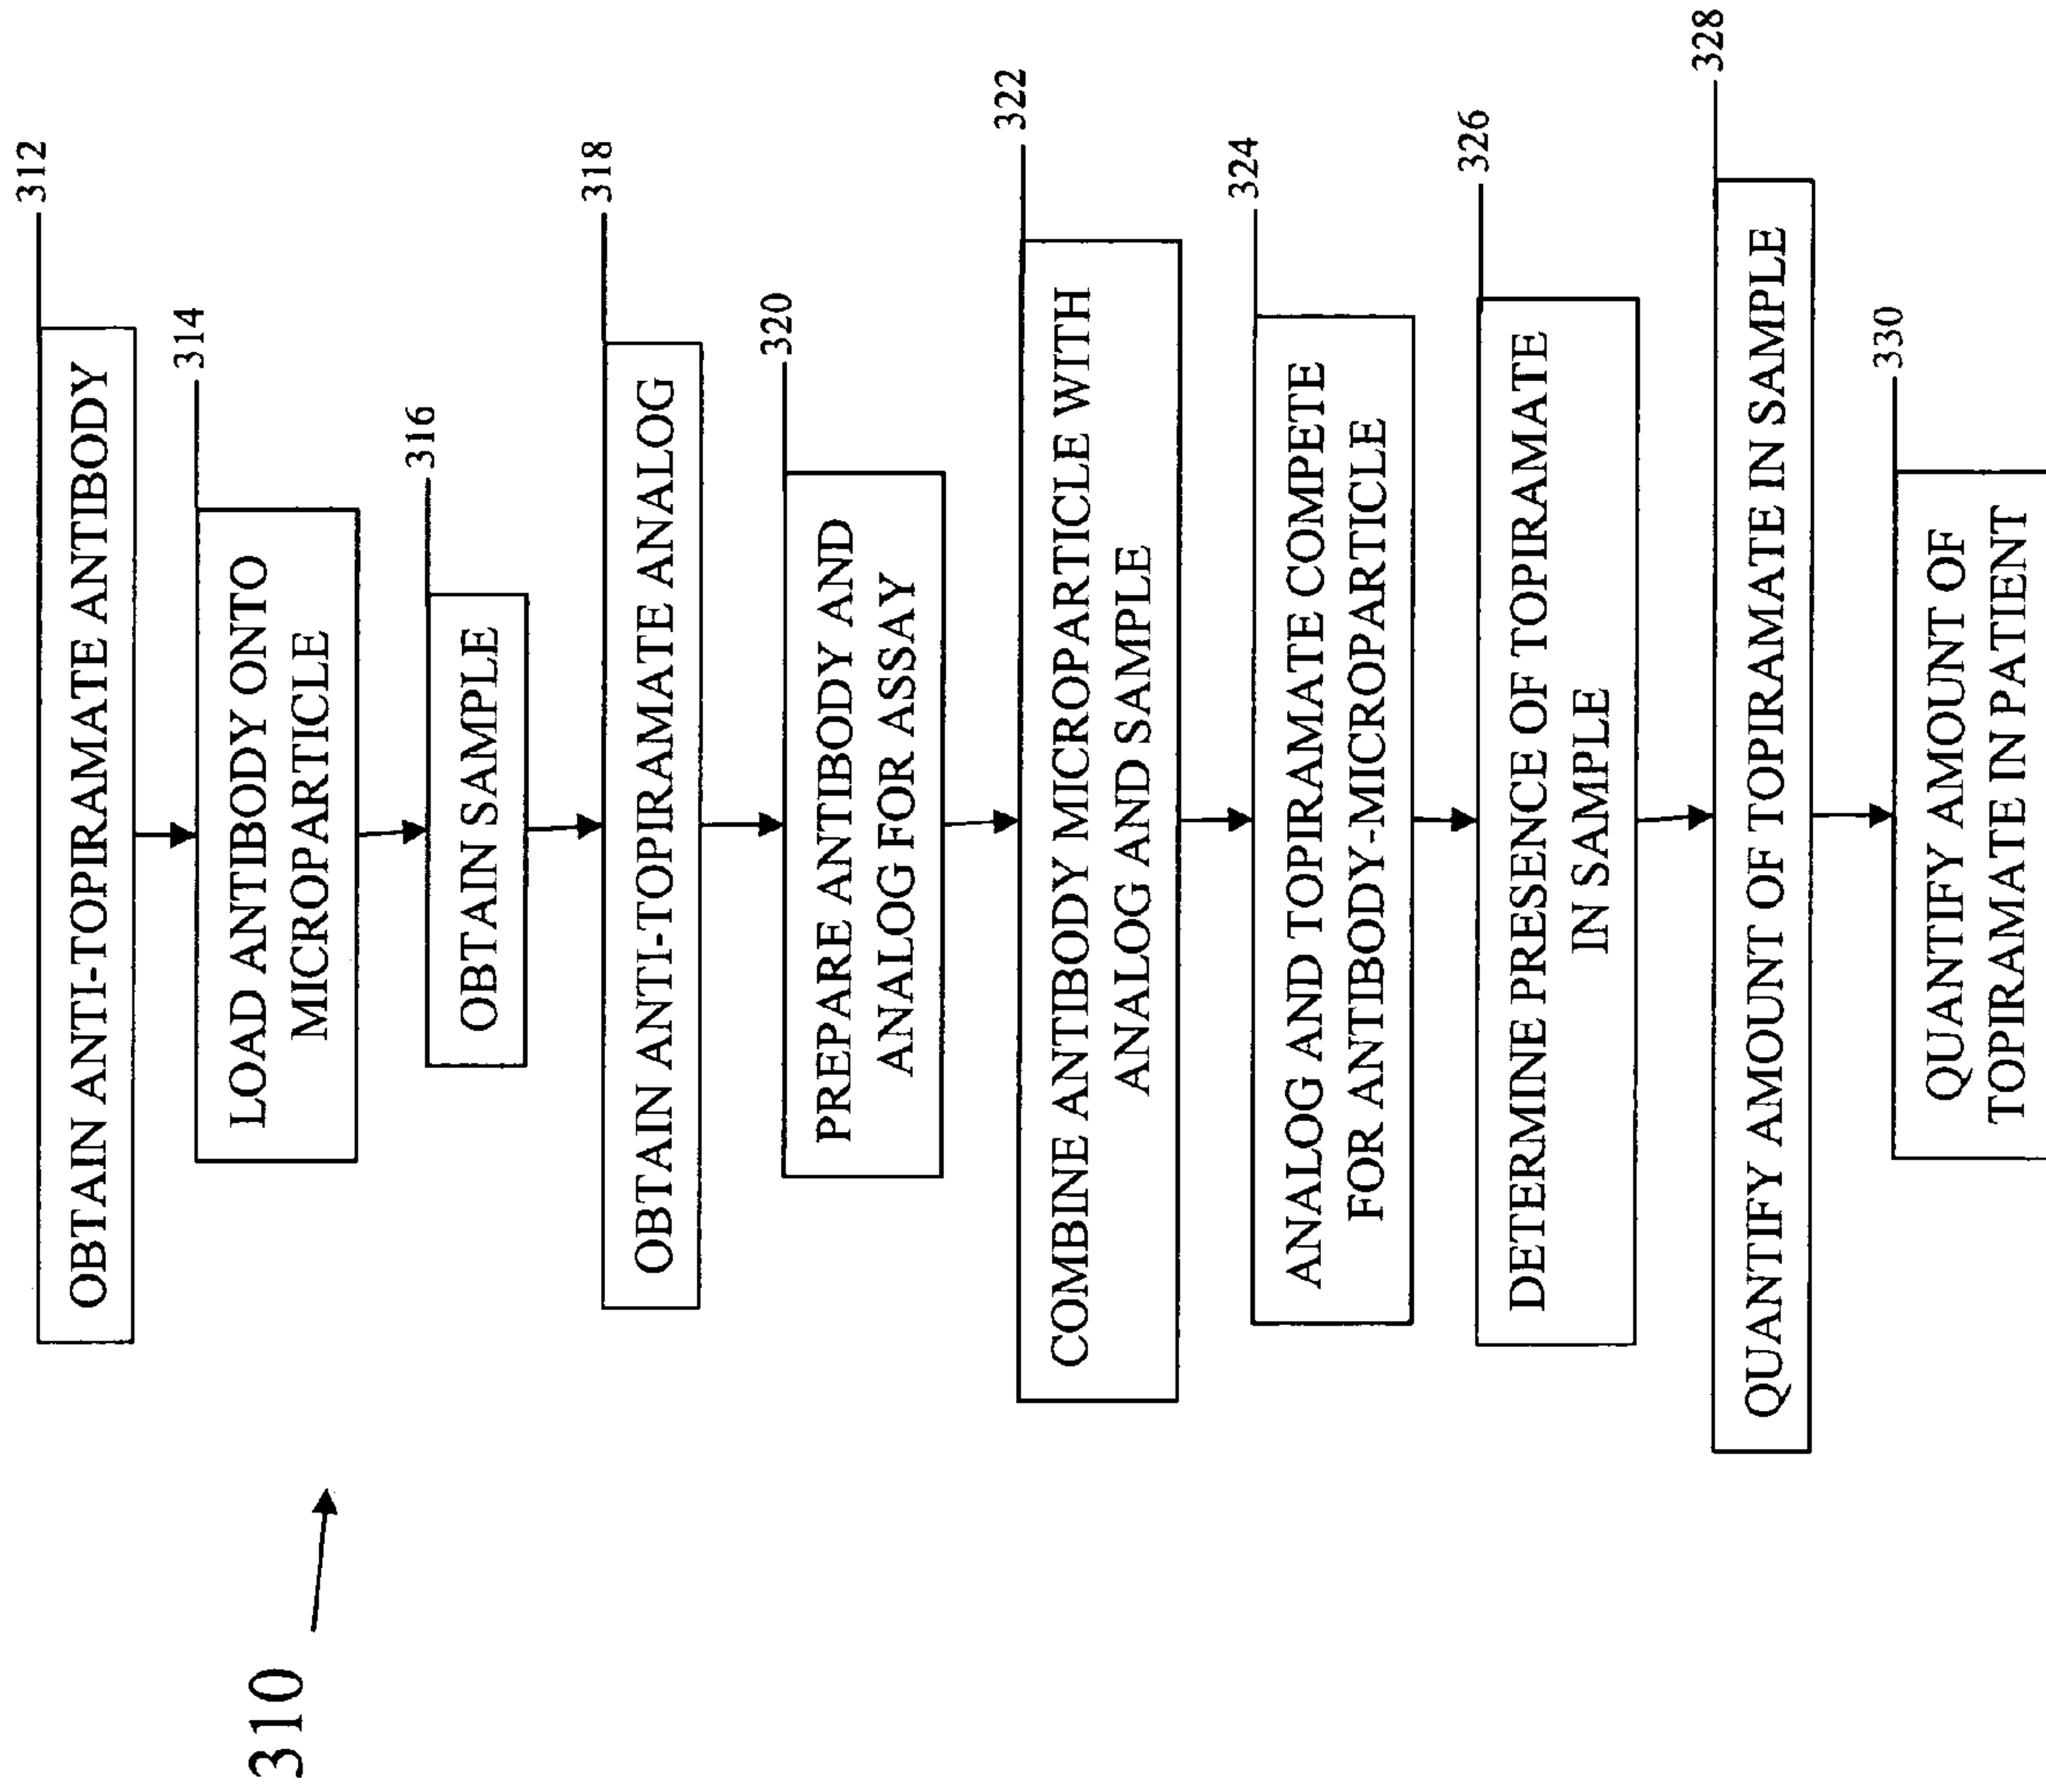 310
312
OBTAIN ANTI-TOPIRAMATE ANTIBODY
314
LOAD ANTIBODY ONTO
MICROPARTICLE
316
OBTAIN SAMPLE
318
OBTAIN ANTI-TOPIRAMATE ANALOG
320
PREPARE ANTIBODY AND
ANALOG FOR ASSAY
322
COMBINE ANTIBODY MICROPARTICLE WITH
ANALOG AND SAMPLE
324
ANALOG AND TOPIRAMATE COMPETE
FOR ANTIBODY-MICROPARTICLE
326
DETERMINE PRESENCE OF TOPIRAMATE
IN SAMPLE
328
QUANTIFY AMOUNT OF TOPIRAMATE IN SAMPLE
330
QUANTIFY AMOUNT OF
TOPIRAMATE IN PATIENT